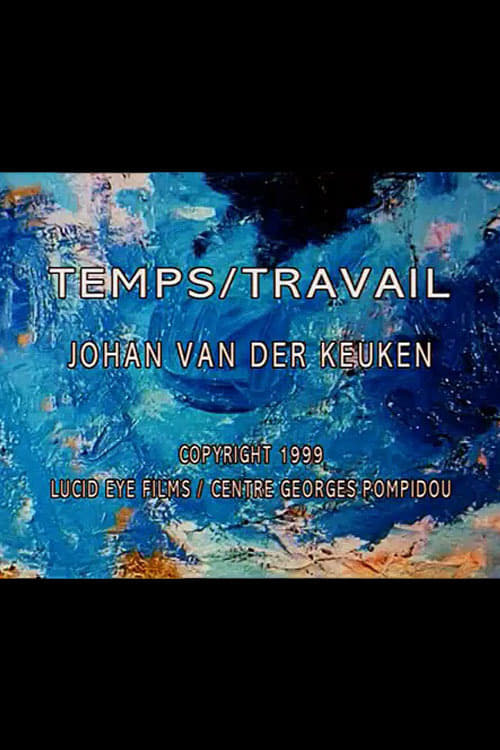 TEMPS/TRAVAIL
JOHAN VAN DER KEUKEN
COPYRIGHT 1999
LUCID EYE FILMS / CENTRE GEORGES POMPIDOU